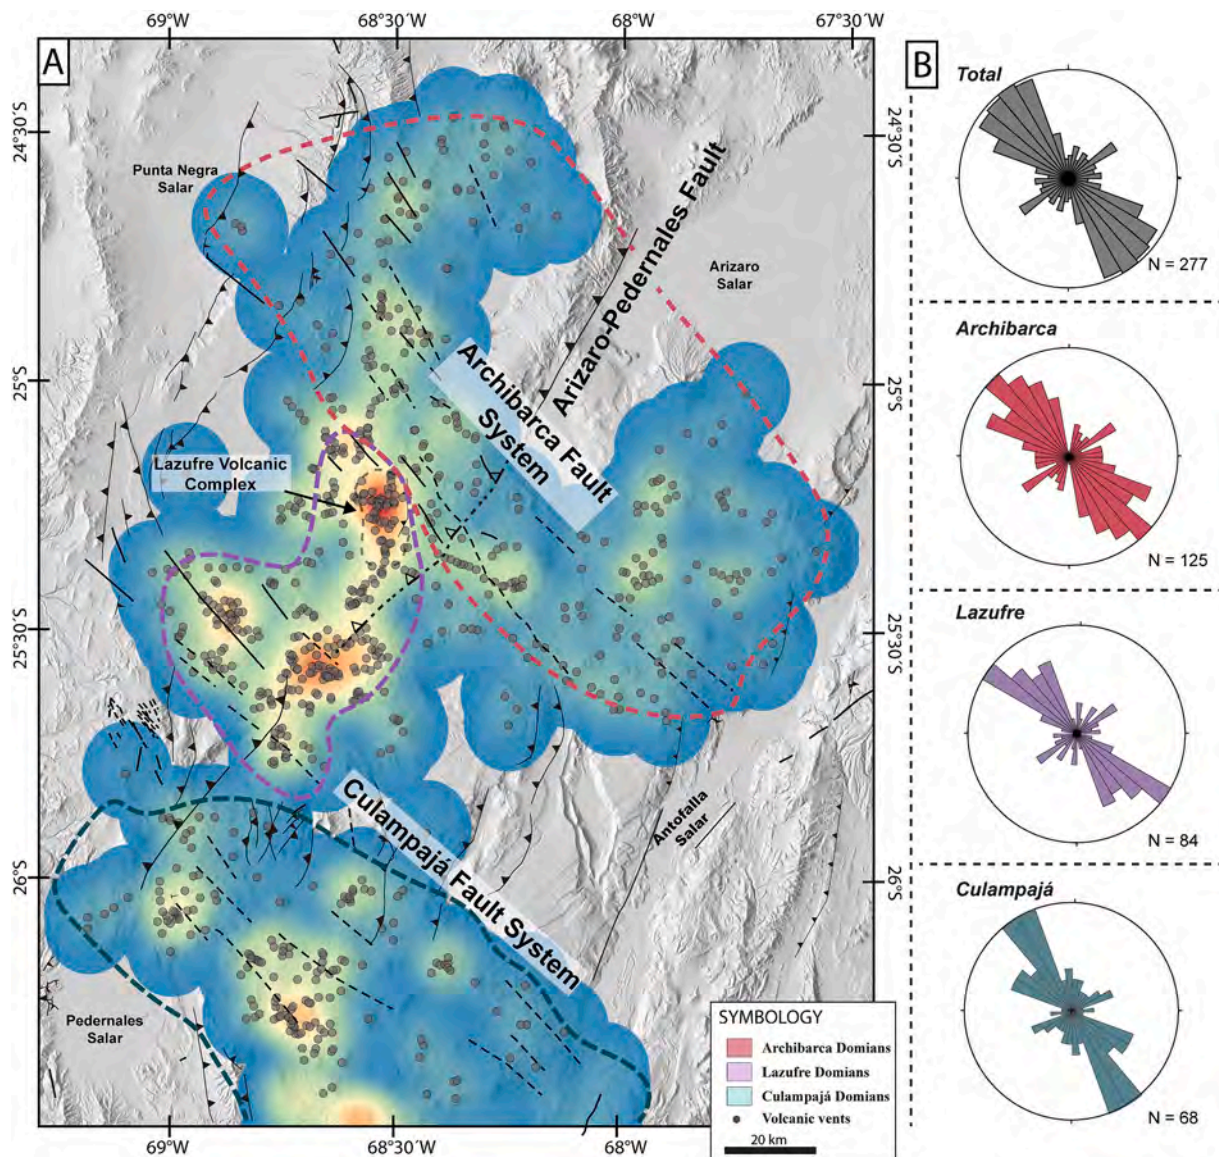 69°W
68°30'W
68°W
67°30'W
A
B
24°30'S
24°30'S
Punta Negra
Salar
Arizaro
Salar
Arizaro-Pedernales Fault
25°S
25°S
Archibarca Fault
System
Lazufre Volcanic
Complex
25°30'S
25°30'S
Culampajá Fault System
Antofalla
Salar
26°S
26°S
Pedernales
Salar
SYMBOLOGY
Archibarca Domians
Lazufre Domians
Culampajá Domians
Volcanic vents
20 km
69°W
68°30'W
68°W
Total
N = 277
Archibarca
N = 125
Lazufre
N = 84
Culampajá
N = 68